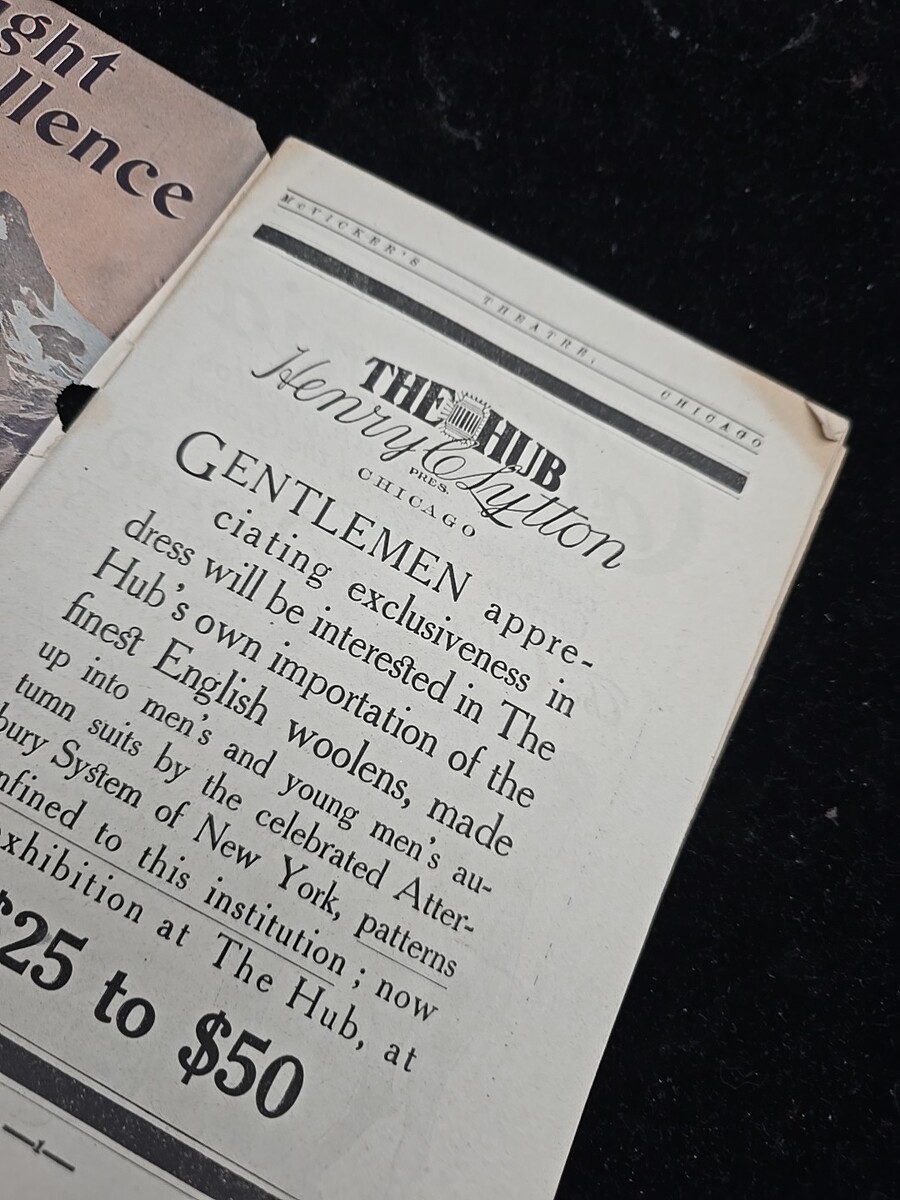 ght
llence
McVICKER'S THEATRE, CHICAGO
THE HUB
Henry C Lytton
PRES.
CHICAGO
GENTLEMEN appre-
ciating exclusiveness in
dress will be interested in The
Hub's own importation of the
finest English woolens, made
up into men's and young men's au-
tumn suits by the celebrated Atter-
bury System of New York, patterns
nfined to this institution; now
exhibition at The Hub, at
$25 to $50
1